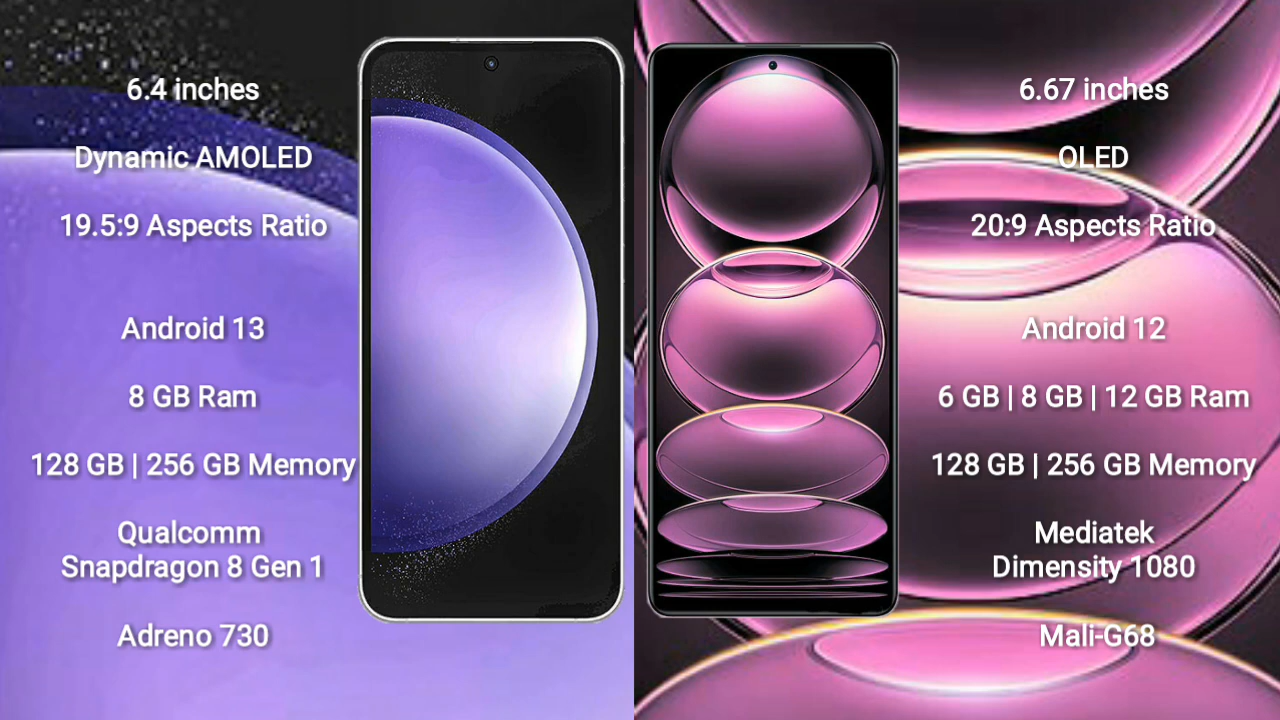 6.4 inches
Dynamic AMOLED
19.5:9 Aspects Ratio
Android 13
8 GB Ram
128 GB | 256 GB Memory
Qualcomm
Snapdragon 8 Gen 1
Adreno 730
6.67 inches
OLED
20:9 Aspects Ratio
Android 12
6 GB | 8 GB | 12 GB Ram
128 GB | 256 GB Memory
Mediatek
Dimensity 1080
Mali-G68